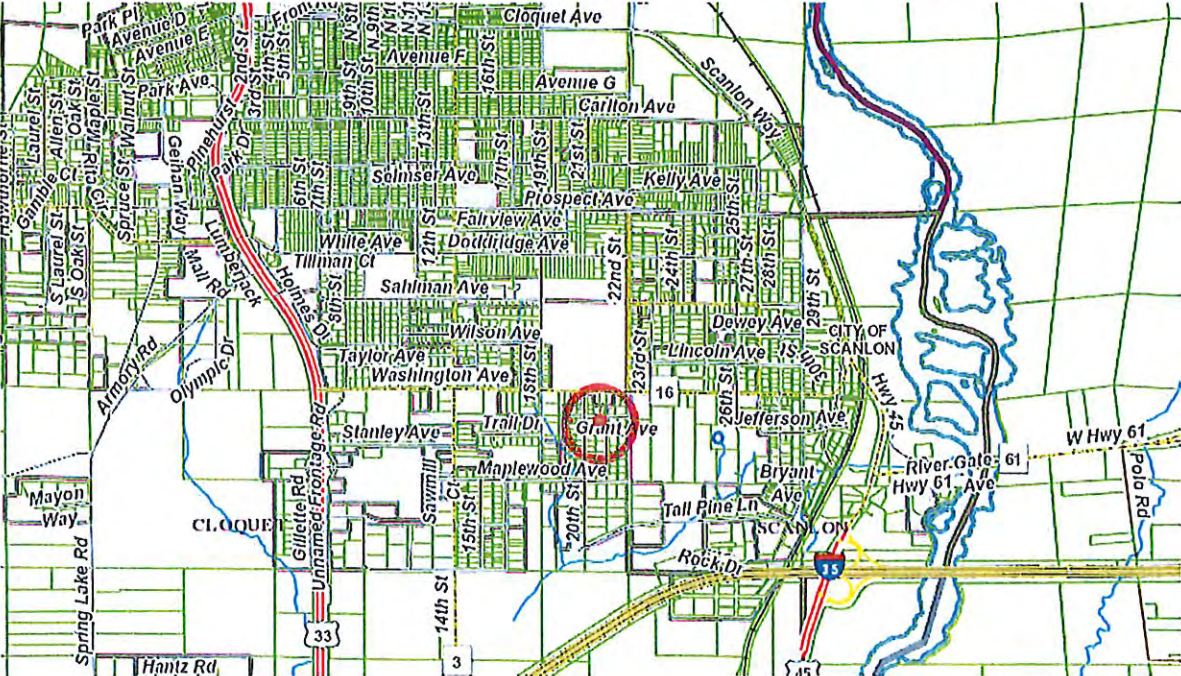 Park Pl
Avenue D
Avenue E
Park Ave
Front
2nd St
3rd St
4th St
5th St
9th St
10th St
13th St
16th St
Cloquet Ave
Avenue F
Avenue G
Carlton Ave
Scanlon Way
Laurel St
Allen St
Oak St
Maple St
Walnut St
Spruce St
Gamble Ct
S Laurel St
S Oak St
Gerihan Way
Pinehurst
Park Dr
6th St
7th St
Selmser Ave
17th St
19th St
21st St
Kelly Ave
Prospect Ave
25th St
Fairview Ave
White Ave
Doddridge Ave
Tillman Ct
12th St
22nd St
24th St
27th St
28th St
29th St
Mall Rd
Lumberjack
Holmes Dr
8th St
Sahlman Ave
Wilson Ave
Taylor Ave
Washington Ave
18th St
23rd St
Dewey Ave
Lincoln Ave
30th St
CITY OF
SCANLON
Armory Rd
Olympic Dr
16
Hwy 45
Stanley Ave
Trail Dr
Grant Ave
26th St
Jefferson Ave
Maplewood Ave
Bryant
Ave
River Gate
Ave
61
Hwy 61
W Hwy 61
Polo Rd
Mayon
Way
CLOQUET
Gillette Rd
Unnamed Frontage Rd
Sawmill
Ct
15th St
20th St
Tall Pine Ln
SCANLON
Rock Dr
35
Spring Lake Rd
14th St
33
3
45
Hantz Rd